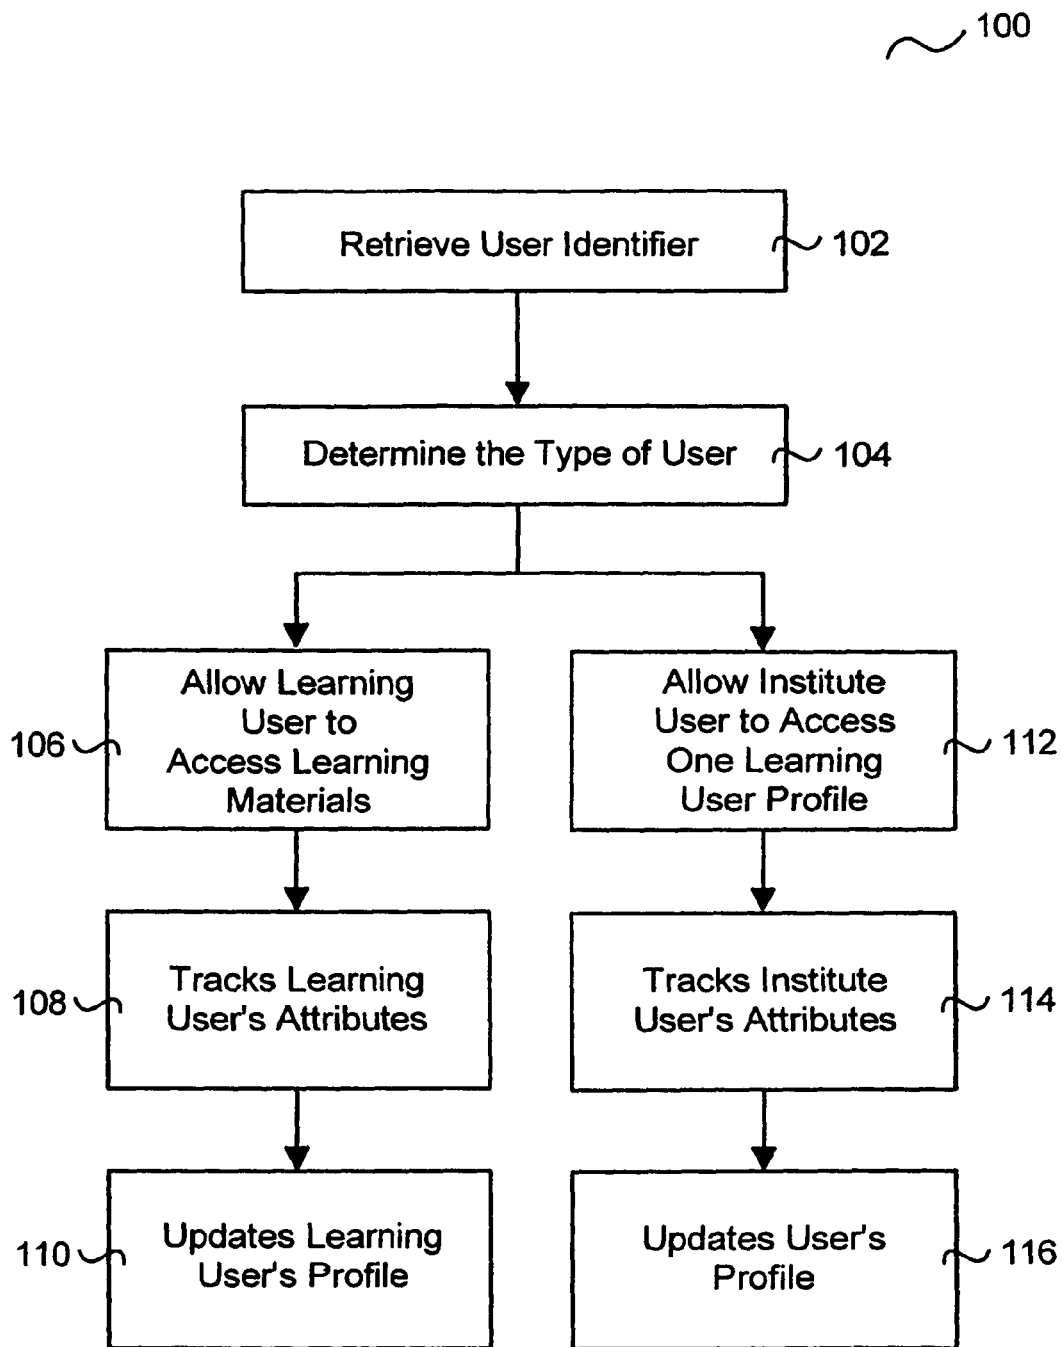 100
Retrieve User Identifier
102
Determine the Type of User
104
Allow Learning
User to
Access Learning
Materials
106
Allow Institute
User to Access
One Learning
User Profile
112
Tracks Learning
User's Attributes
108
Tracks Institute
User's Attributes
114
Updates Learning
User's Profile
110
Updates User's
Profile
116